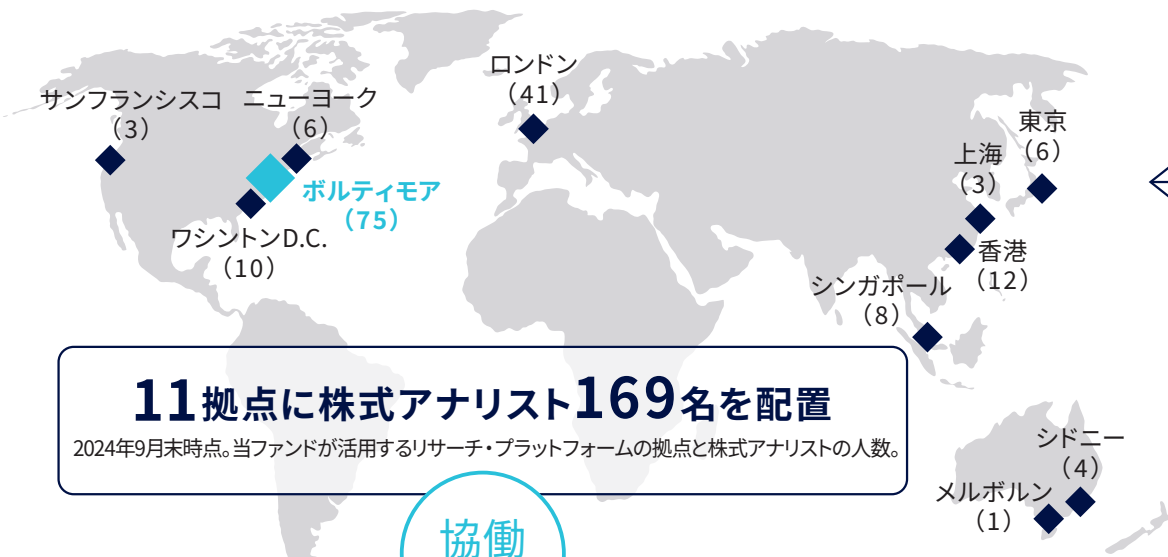 サンフランシスコ
（3）
ニューヨーク
（6）
ボルティモア
（75）
ワシントンD.C.
（10）
ロンドン
（41）
東京
（6）
上海
（3）
香港
（12）
シンガポール
（8）
11拠点に株式アナリスト169名を配置
2024年9月末時点。当ファンドが活用するリサーチ・プラットフォームの拠点と株式アナリストの人数。
シドニー
（4）
メルボルン
（1）
協働